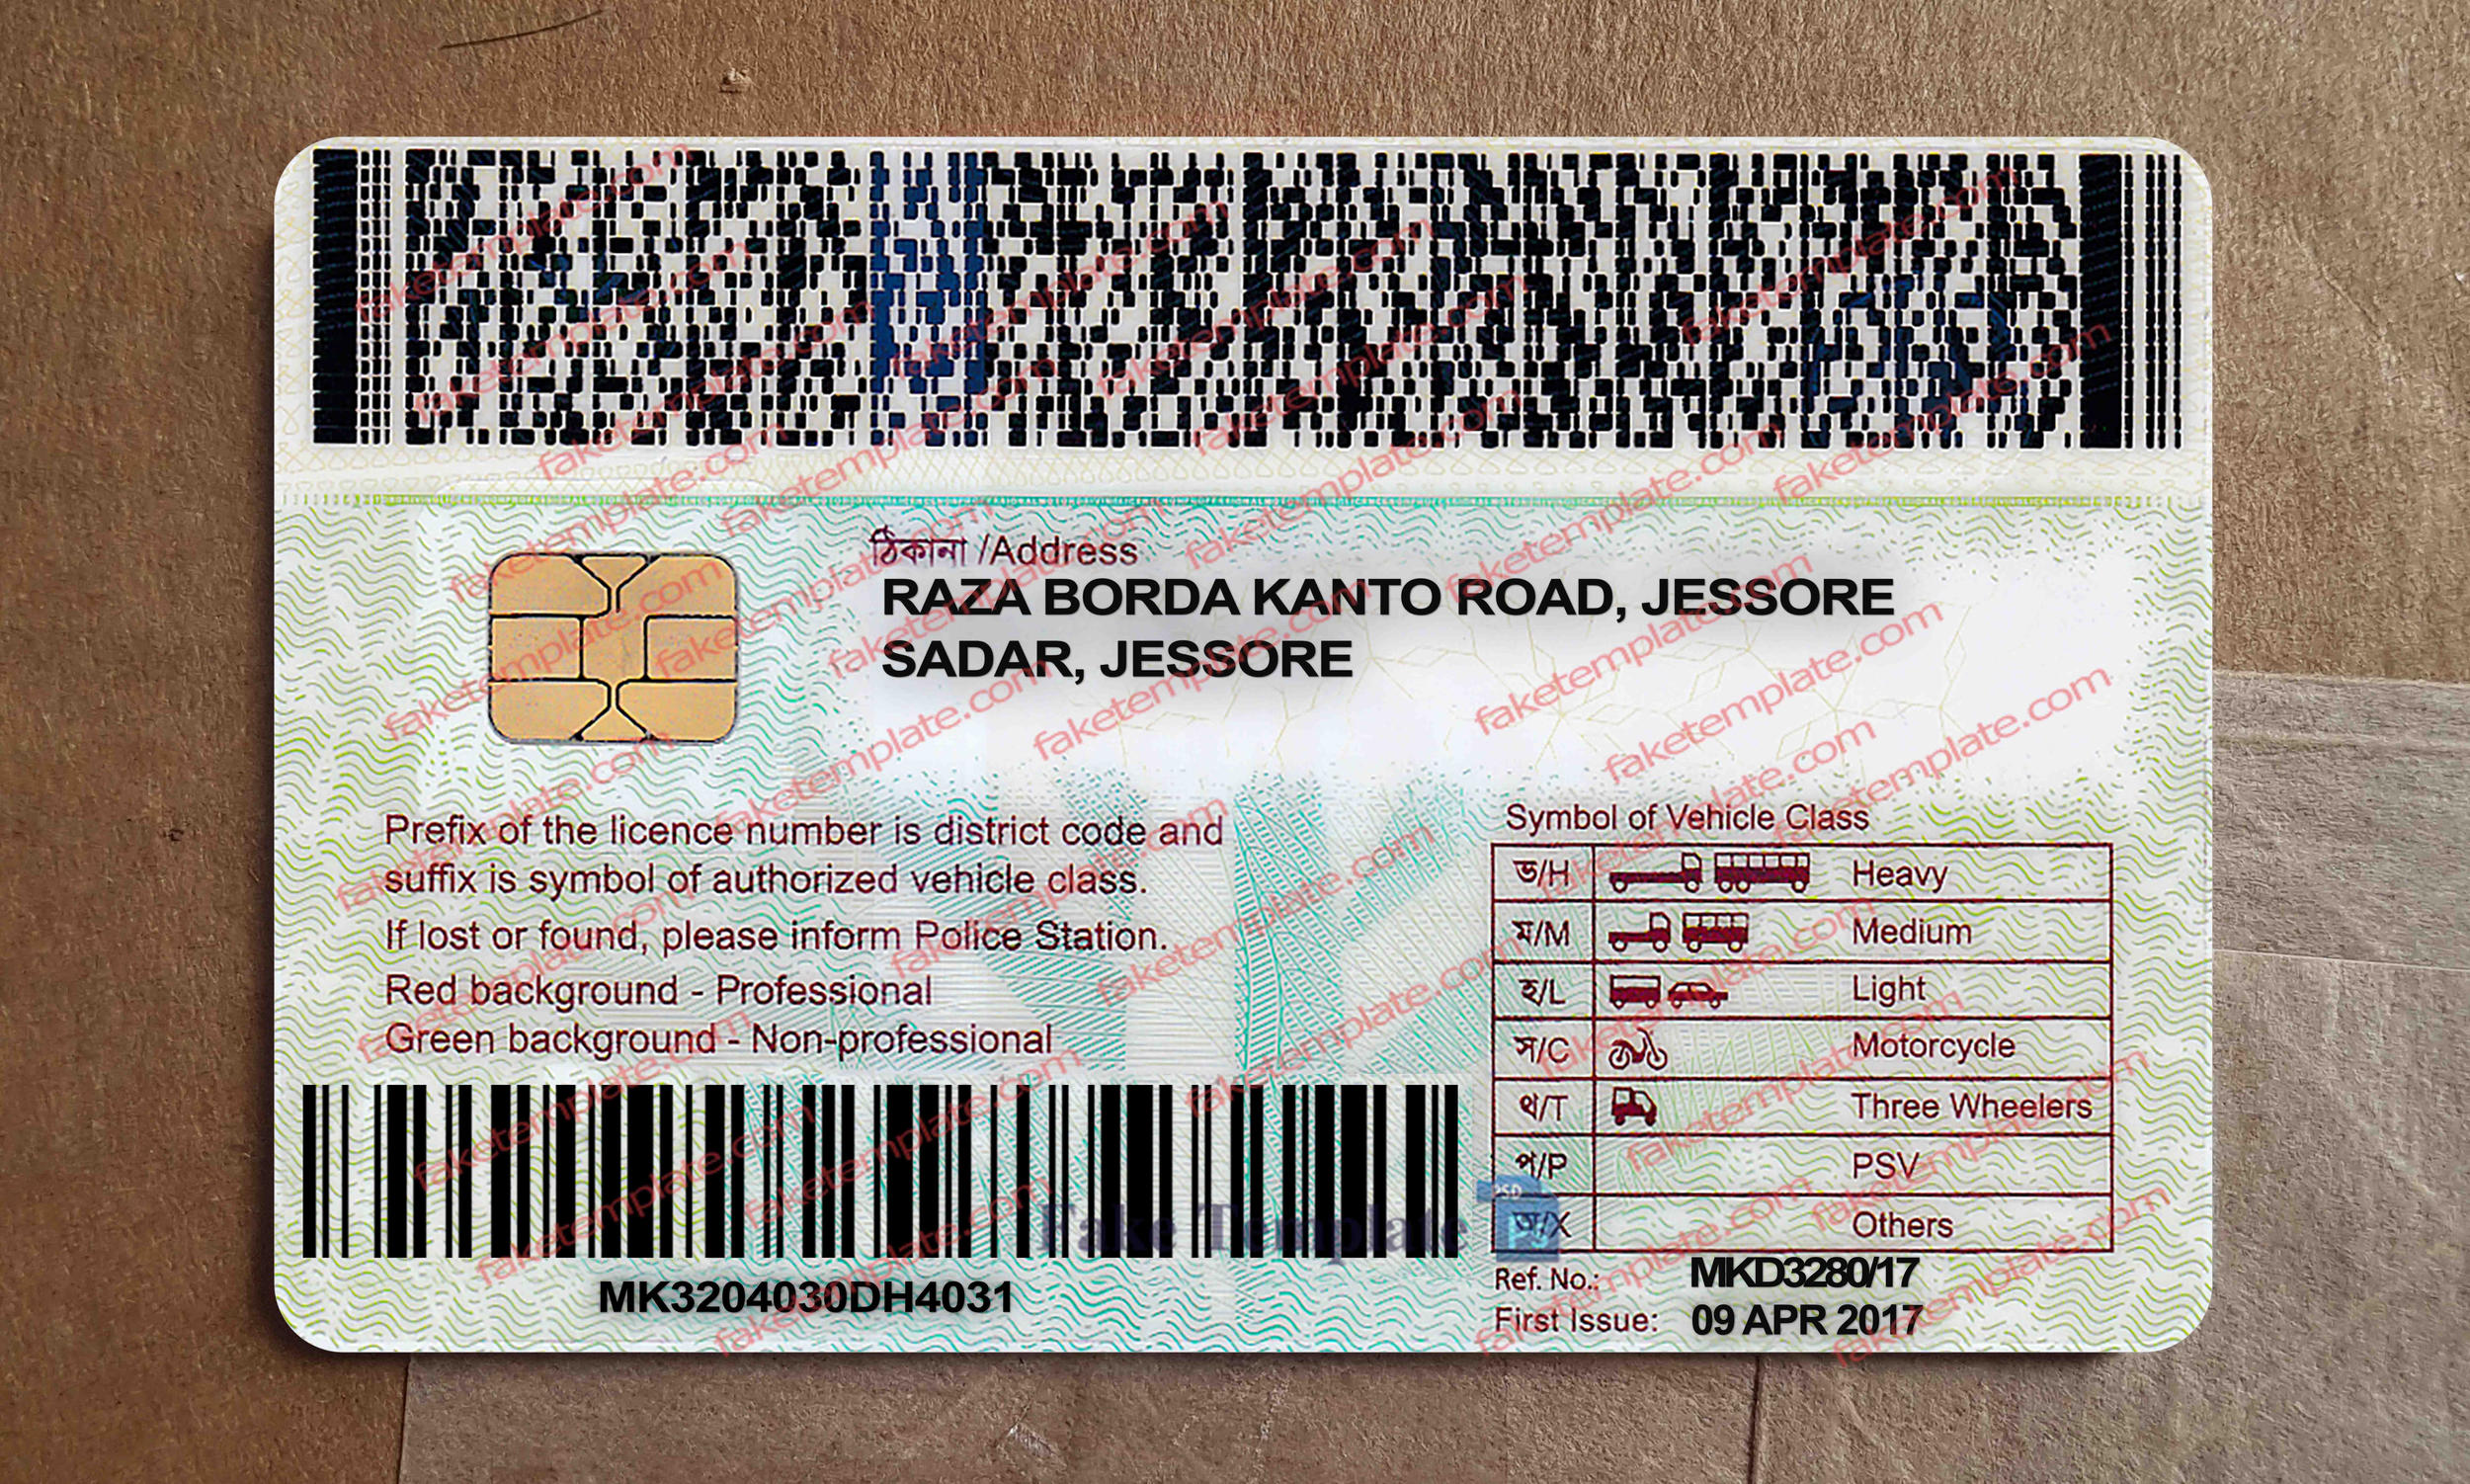 ঠিকানা /Address
RAZA BORDA KANTO ROAD, JESSORE
SADAR, JESSORE
Prefix of the licence number is district code and
suffix is symbol of authorized vehicle class.
If lost or found, please inform Police Station.
Red background - Professional
Green background - Non-professional
MK3204030DH4031
Symbol of Vehicle Class
ভ/H Heavy
ম/M Medium
হ/L Light
স/C Motorcycle
থ/T Three Wheelers
প/P PSV
অ/X Others
Ref. No.: MKD3280/17
First Issue: 09 APR 2017
Fake Template
PSD
faketemplate.com